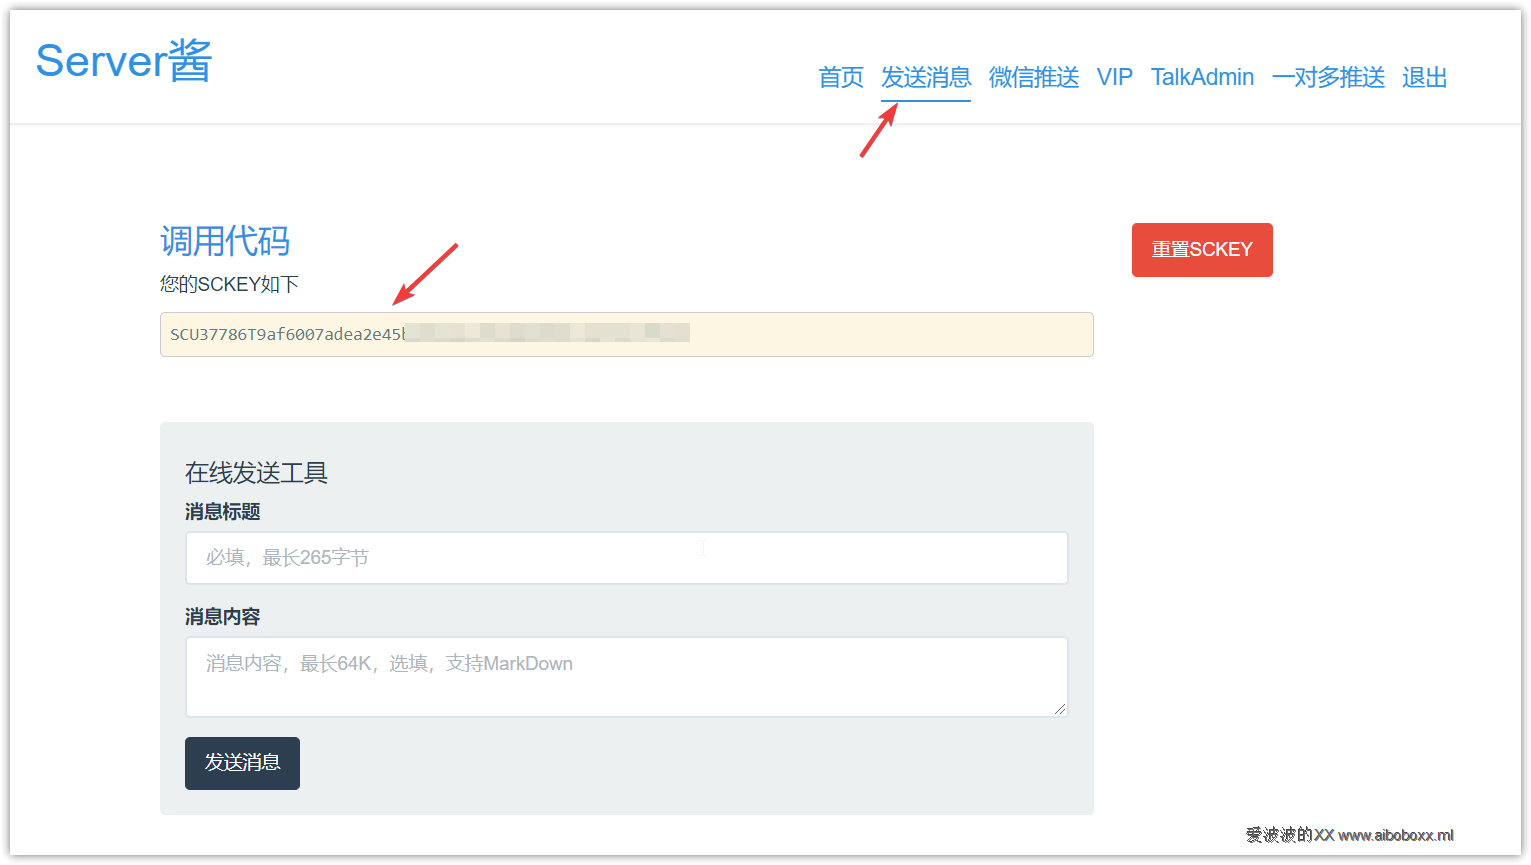 Server酱
首页 发送消息 微信推送 VIP TalkAdmin 一对多推送 退出
调用代码
重置SCKEY
您的SCKEY如下
SCU37786T9af6007adea2e45
在线发送工具
消息标题
必填，最长265字节
消息内容
消息内容，最长64K，选填，支持MarkDown
发送消息
爱波波的XX www.aiboboxx.ml